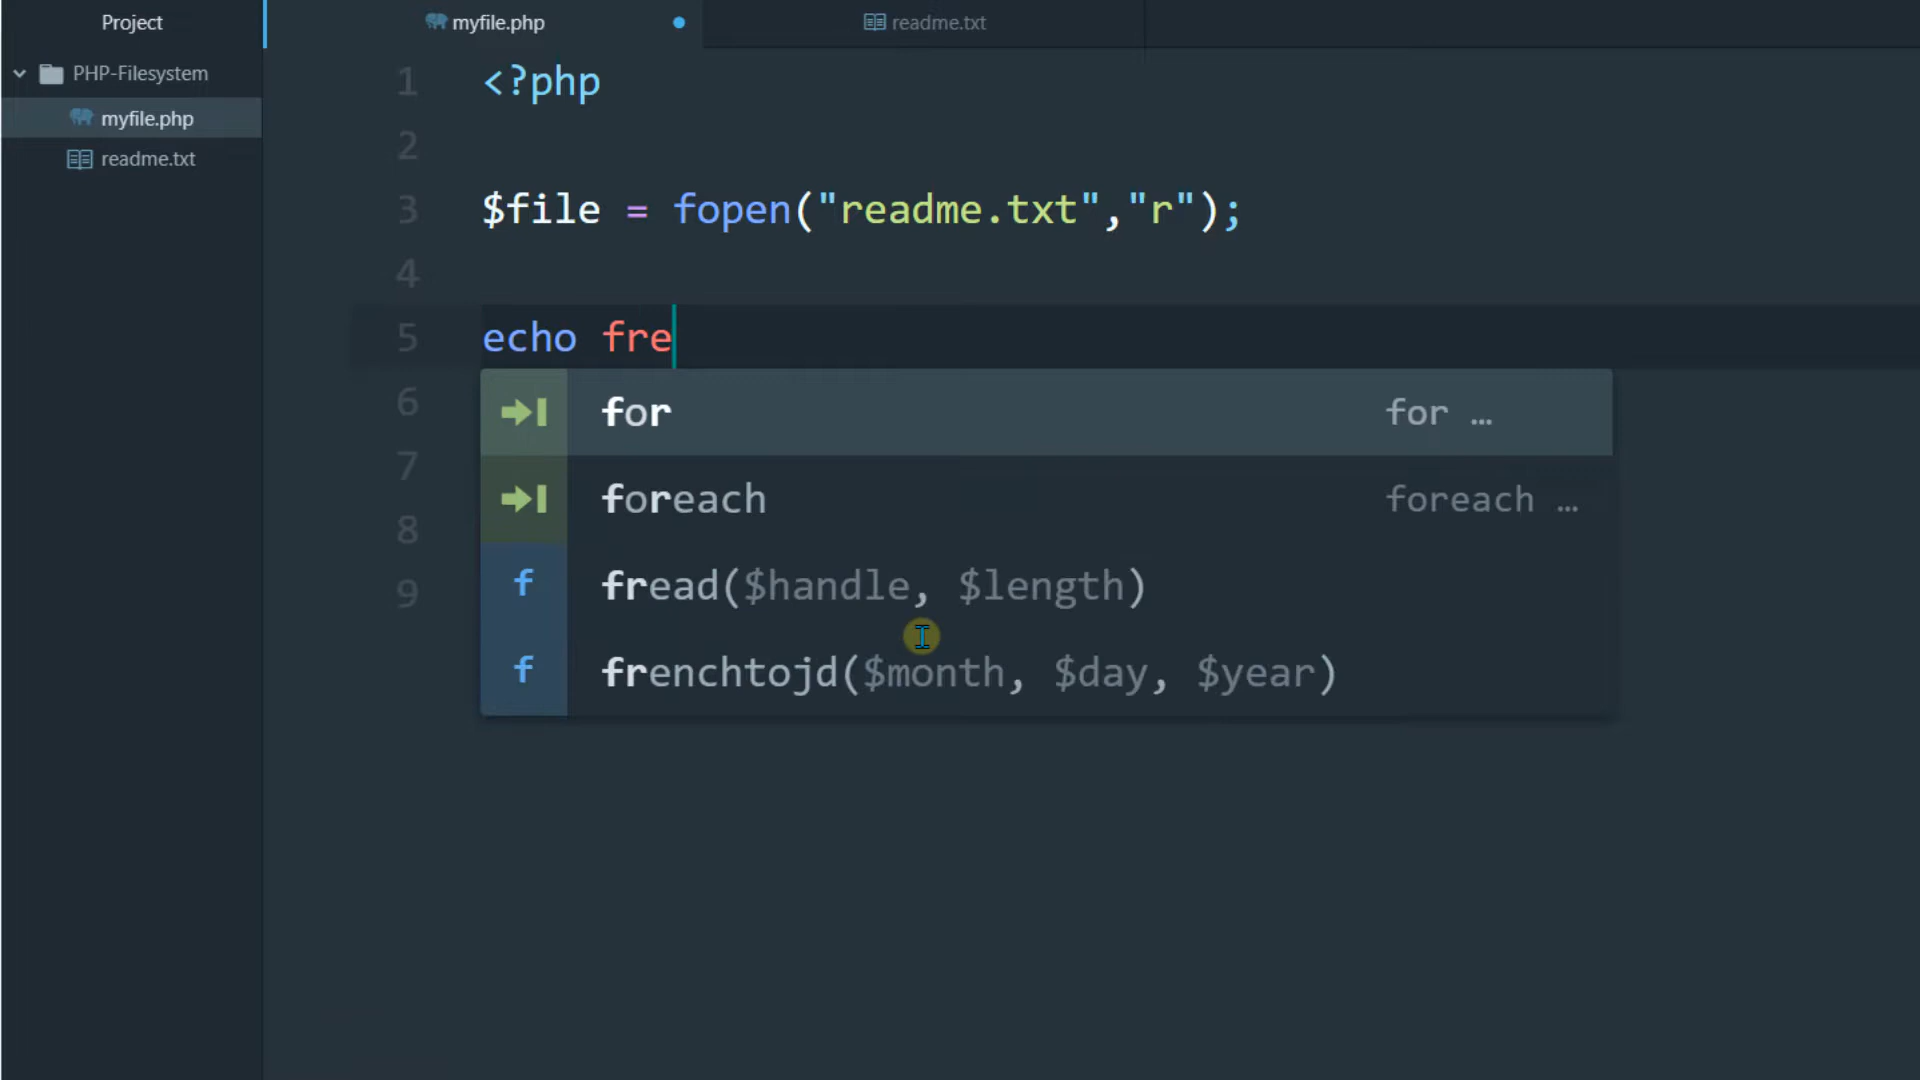 Project
myfile.php
readme.txt
PHP-Filesystem
myfile.php
readme.txt
1 <?php
2
3 $file = fopen("readme.txt","r");
4
5 echo fre
6
7
8
9
for for …
foreach foreach …
f fread($handle, $length)
f frenchtojd($month, $day, $year)